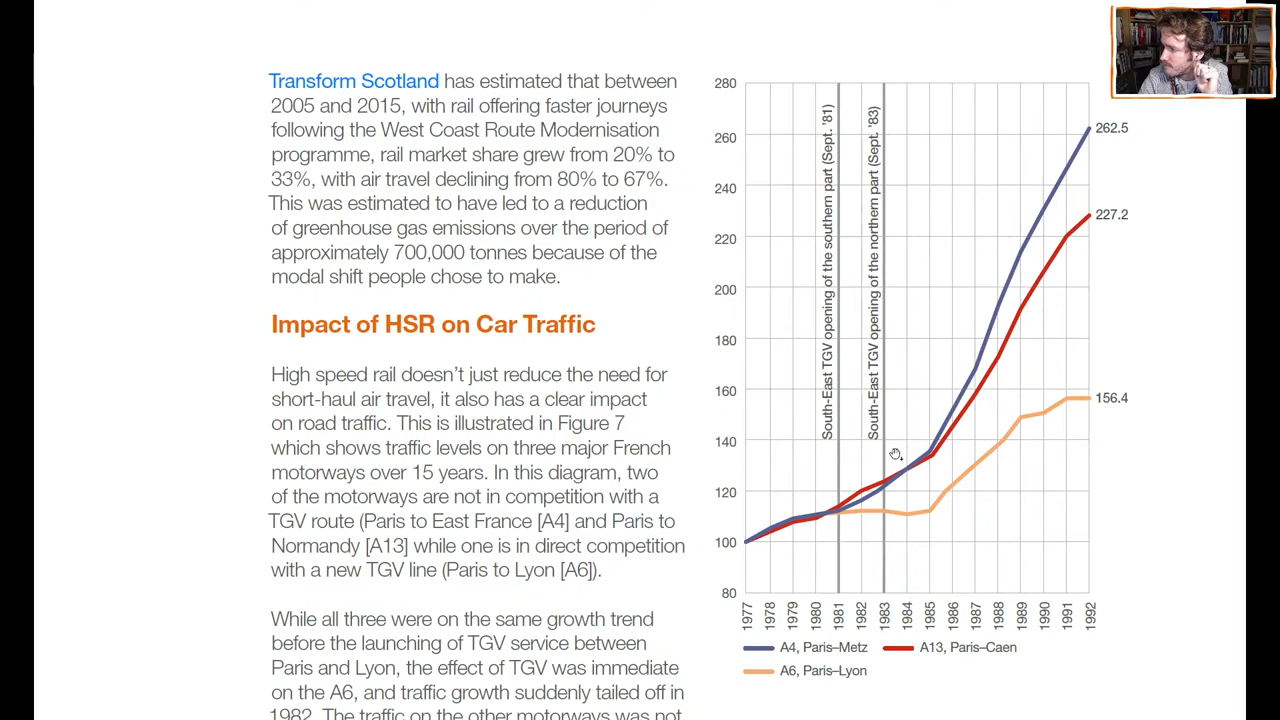 Transform Scotland has estimated that between
2005 and 2015, with rail offering faster journeys
following the West Coast Route Modernisation
programme, rail market share grew from 20% to
33%, with air travel declining from 80% to 67%.
This was estimated to have led to a reduction
of greenhouse gas emissions over the period of
approximately 700,000 tonnes because of the
modal shift people chose to make.
Impact of HSR on Car Traffic
High speed rail doesn't just reduce the need for
short-haul air travel, it also has a clear impact
on road traffic. This is illustrated in Figure 7
which shows traffic levels on three major French
motorways over 15 years. In this diagram, two
of the motorways are not in competition with a
TGV route (Paris to East France [A4] and Paris to
Normandy [A13] while one is in direct competition
with a new TGV line (Paris to Lyon [A6]).
While all three were on the same growth trend
before the launching of TGV service between
Paris and Lyon, the effect of TGV was immediate
on the A6, and traffic growth suddenly tailed off in
1982. The traffic on the other motorways was not
280
260
240
220
200
180
160
140
120
100
80
South-East TGV opening of the southern part (Sept. '81)
South-East TGV opening of the northern part (Sept. '83)
262.5
227.2
156.4
1977
1978
1979
1980
1981
1982
1983
1984
1985
1986
1987
1988
1989
1990
1991
1992
A4, Paris–Metz
A13, Paris–Caen
A6, Paris–Lyon